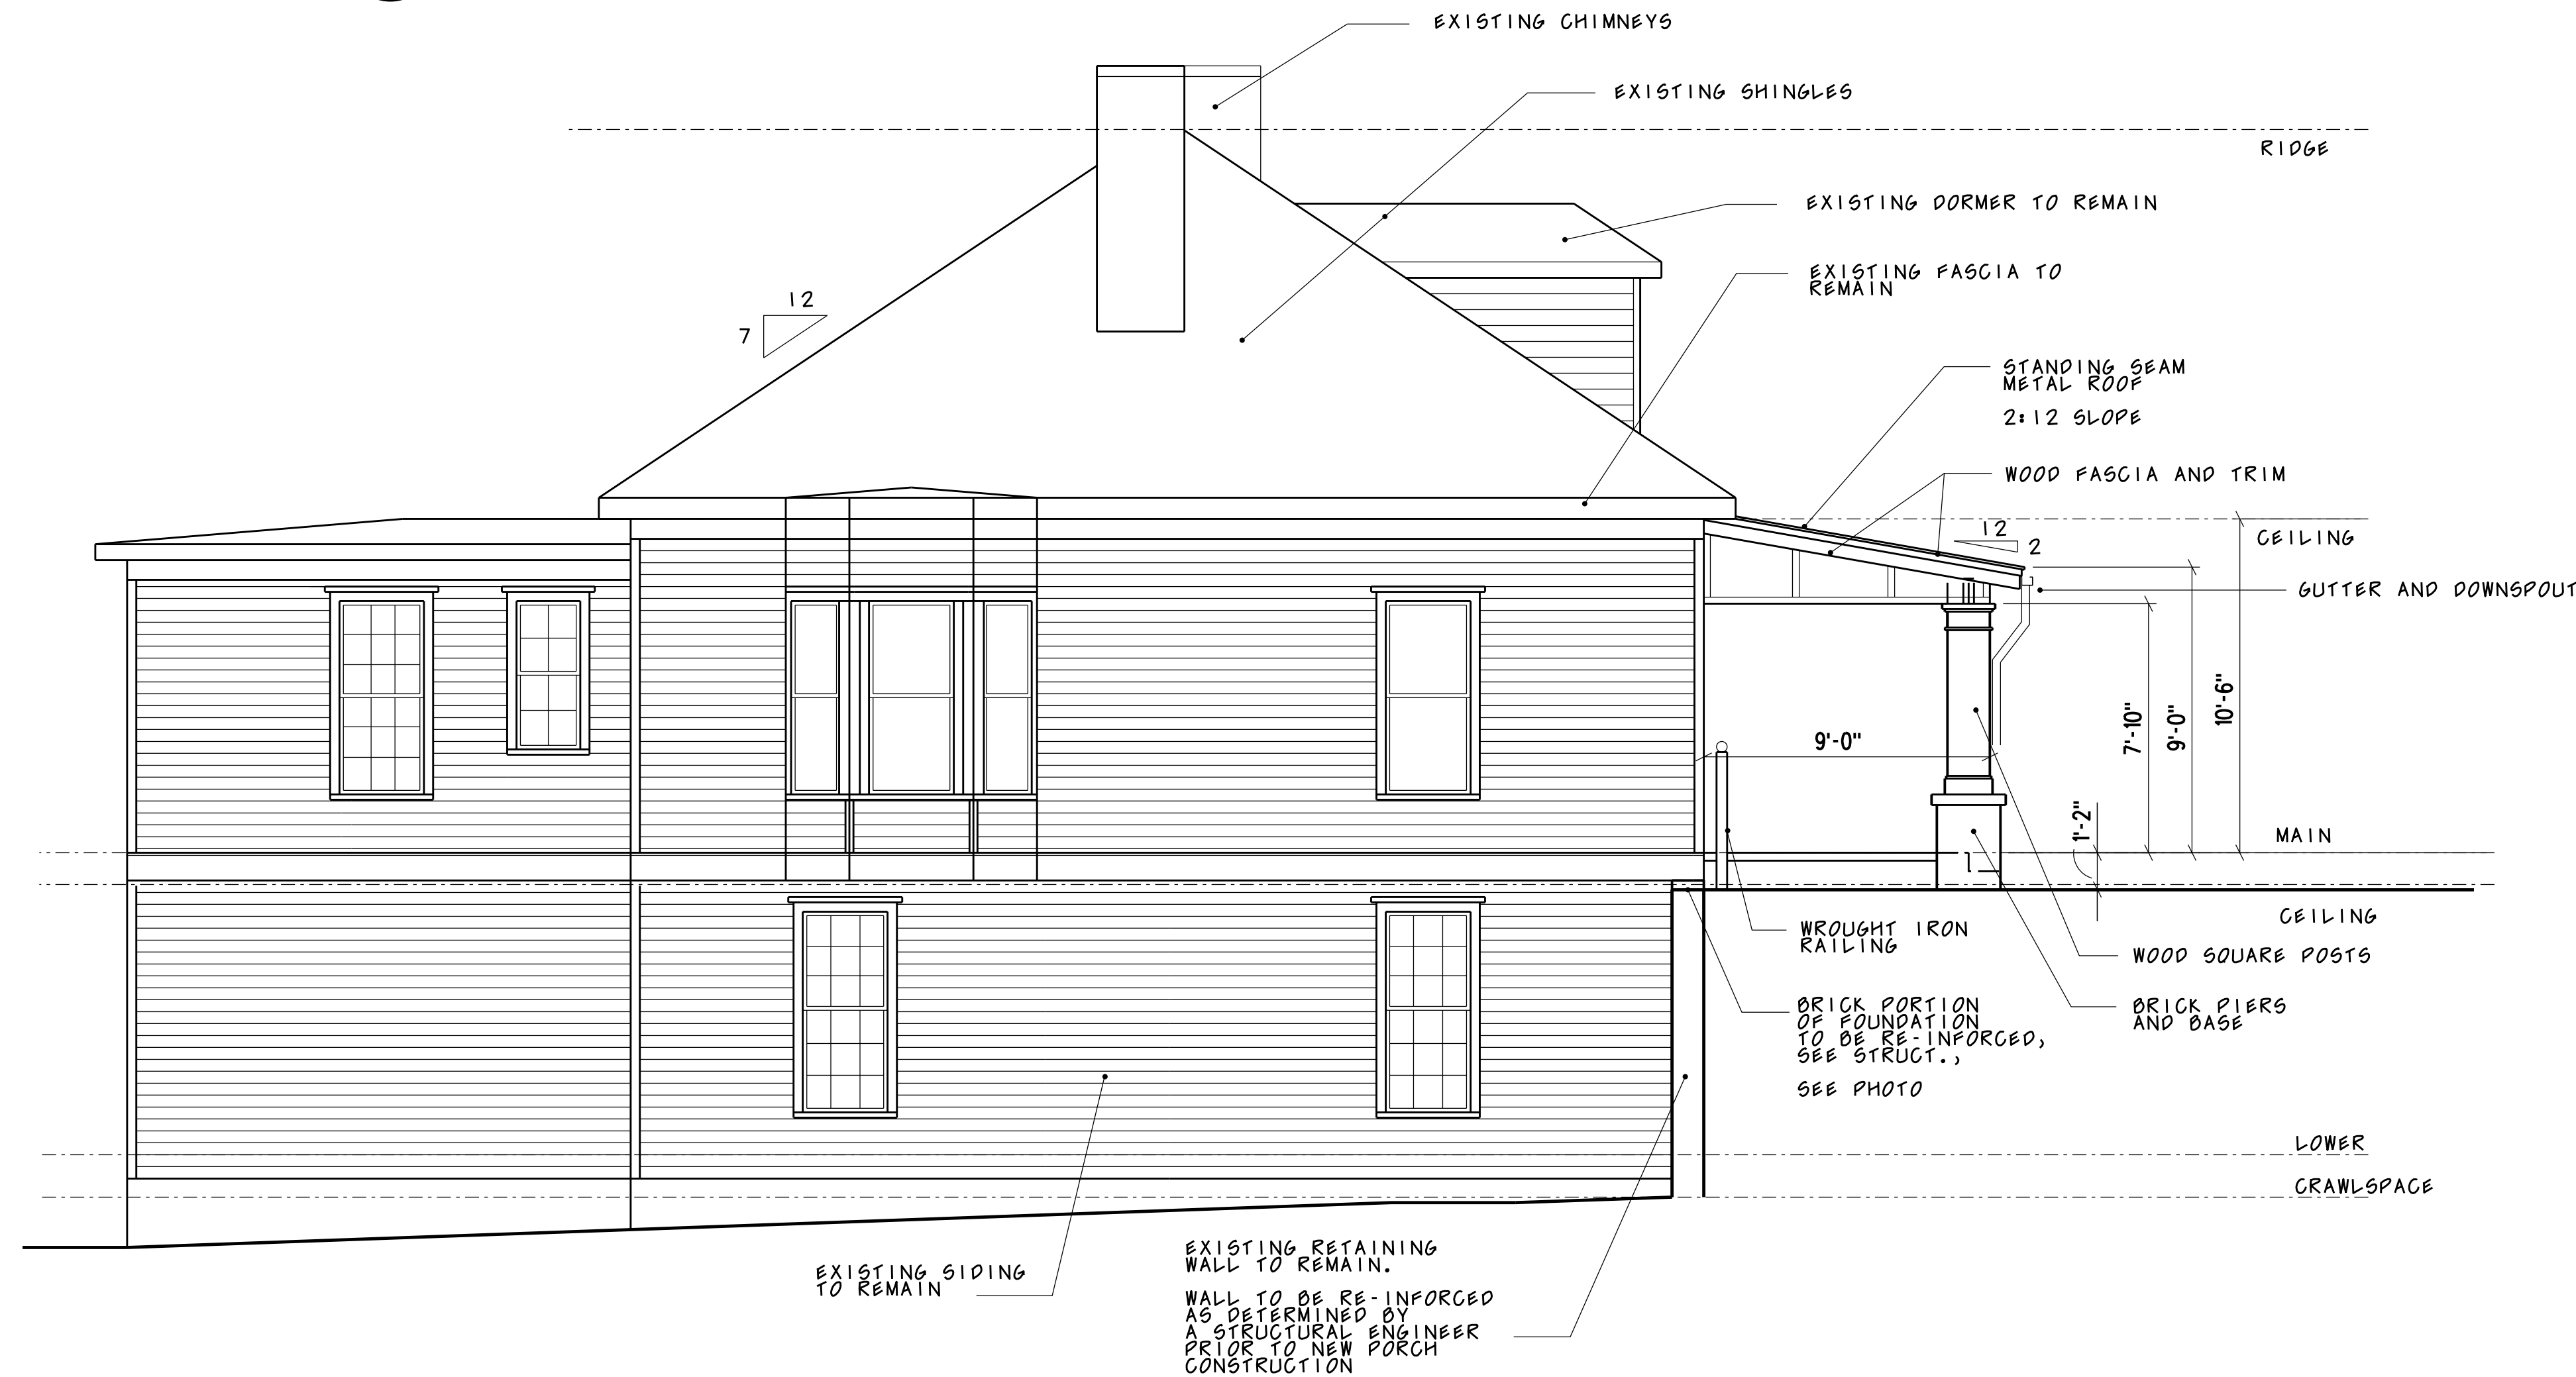 EXISTING CHIMNEYS
EXISTING SHINGLES
RIDGE
EXISTING DORMER TO REMAIN
EXISTING FASCIA TO
REMAIN
12
7
STANDING SEAM
METAL ROOF
2:12 SLOPE
WOOD FASCIA AND TRIM
12
2
CEILING
GUTTER AND DOWNSPOUT
9'-0"
7'-10"
9'-0"
10'-6"
1'-2"
MAIN
CEILING
WROUGHT IRON
RAILING
WOOD SQUARE POSTS
BRICK PORTION
OF FOUNDATION
TO BE RE-INFORCED,
SEE STRUCT.,
SEE PHOTO
BRICK PIERS
AND BASE
LOWER
CRAWLSPACE
EXISTING SIDING
TO REMAIN
EXISTING RETAINING
WALL TO REMAIN.
WALL TO BE RE-INFORCED
AS DETERMINED BY
A STRUCTURAL ENGINEER
PRIOR TO NEW PORCH
CONSTRUCTION